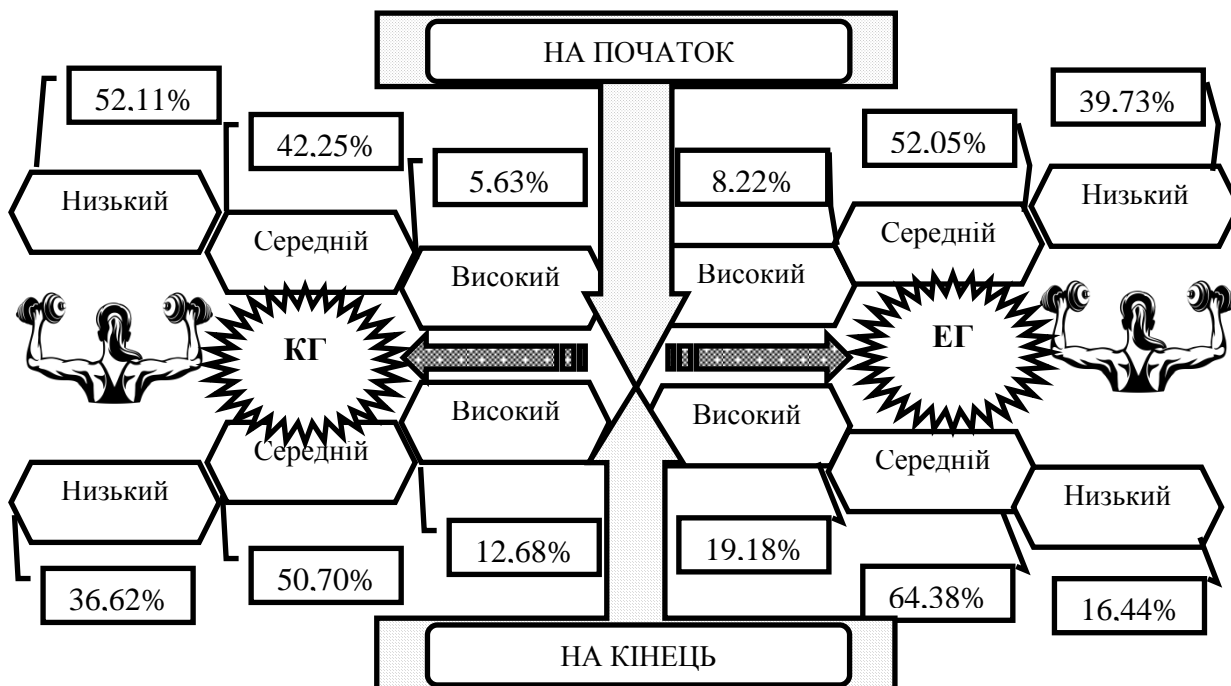 НА ПОЧАТОК
52,11%
42,25%
5,63%
8,22%
52,05%
39,73%
Низький
Середній
Високий
Високий
Середній
Низький
КГ
ЕГ
Низький
Середній
Високий
Високий
Середній
Низький
36,62%
50,70%
12,68%
19,18%
64,38%
16,44%
НА КІНЕЦЬ